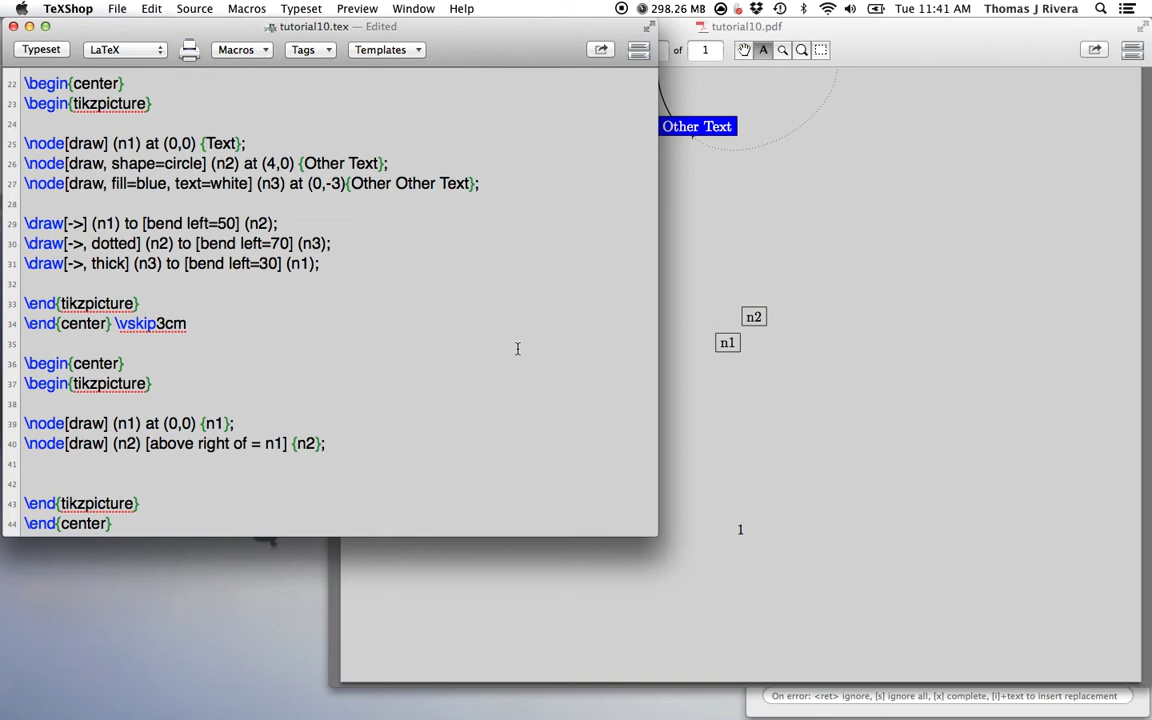 TeXShop File Edit Source Macros Preview Window Help 298.26 MB Tue 11:41 AM Thomas J Rivera
tutorial10.tex — Edited
tutorial10.pdf
Typeset LaTeX Macros Tags Templates
of 1 A
22 \begin{center}
23 \begin{tikzpicture}
24
25 \node[draw] (n1) at (0,0) {Text};
26 \node[draw, shape=circle] (n2) at (4,0) {Other Text};
27 \node[draw, fill=blue, text=white] (n3) at (0,-3){Other Other Text};
28
29 \draw[->] (n1) to [bend left=50] (n2);
30 \draw[->, dotted] (n2) to [bend left=70] (n3);
31 \draw[->, thick] (n3) to [bend left=30] (n1);
32
33 \end{tikzpicture}
34 \end{center} \vskip3cm
35
36 \begin{center}
37 \begin{tikzpicture}
38
39 \node[draw] (n1) at (0,0) {n1};
40 \node[draw] (n2) [above right of = n1] {n2};
41
42
43 \end{tikzpicture}
44 \end{center}
Other Text
n2
n1
1
On error: <ret> ignore, [s] ignore all, [x] complete, [i]+text to insert replacement